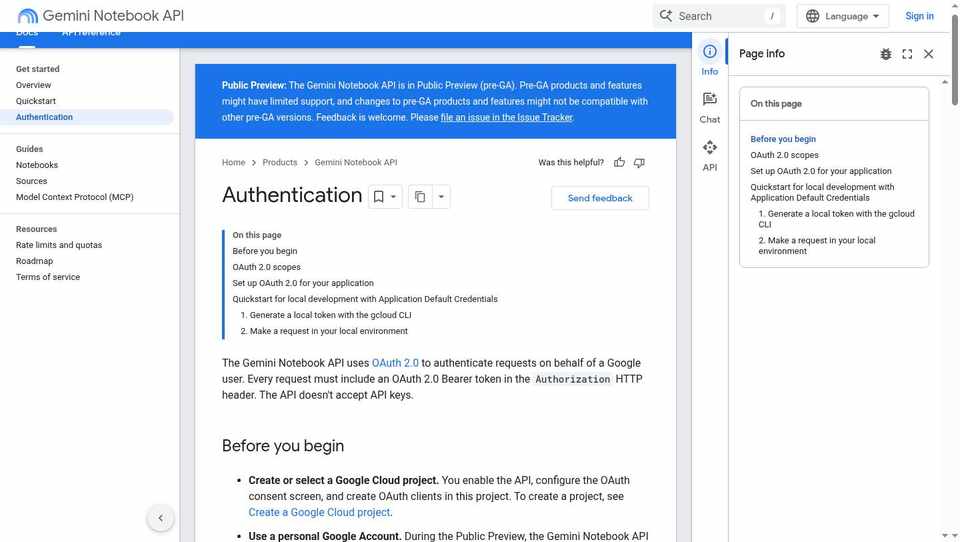 Gemini Notebook API
Search /
Language
Sign in
Docs API reference
Get started
Overview
Quickstart
Authentication
Guides
Notebooks
Sources
Model Context Protocol (MCP)
Resources
Rate limits and quotas
Roadmap
Terms of service
Public Preview: The Gemini Notebook API is in Public Preview (pre-GA). Pre-GA products and features
might have limited support, and changes to pre-GA products and features might not be compatible
with other pre-GA versions. Feedback is welcome. Please file an issue in the Issue Tracker.
Home > Products > Gemini Notebook API
Was this helpful?
Authentication
Send feedback
On this page
Before you begin
OAuth 2.0 scopes
Set up OAuth 2.0 for your application
Quickstart for local development with Application Default Credentials
1. Generate a local token with the gcloud CLI
2. Make a request in your local environment
The Gemini Notebook API uses OAuth 2.0 to authenticate requests on behalf of a Google
user. Every request must include an OAuth 2.0 Bearer token in the Authorization HTTP
header. The API doesn't accept API keys.
Before you begin
• Create or select a Google Cloud project. You enable the API, configure the OAuth
consent screen, and create OAuth clients in this project. To create a project, see
Create a Google Cloud project.
• Use a personal Google Account. During the Public Preview, the Gemini Notebook API
Info
Chat
API
Page info
On this page
Before you begin
OAuth 2.0 scopes
Set up OAuth 2.0 for your application
Quickstart for local development with
Application Default Credentials
1. Generate a local token with the gcloud
CLI
2. Make a request in your local
environment